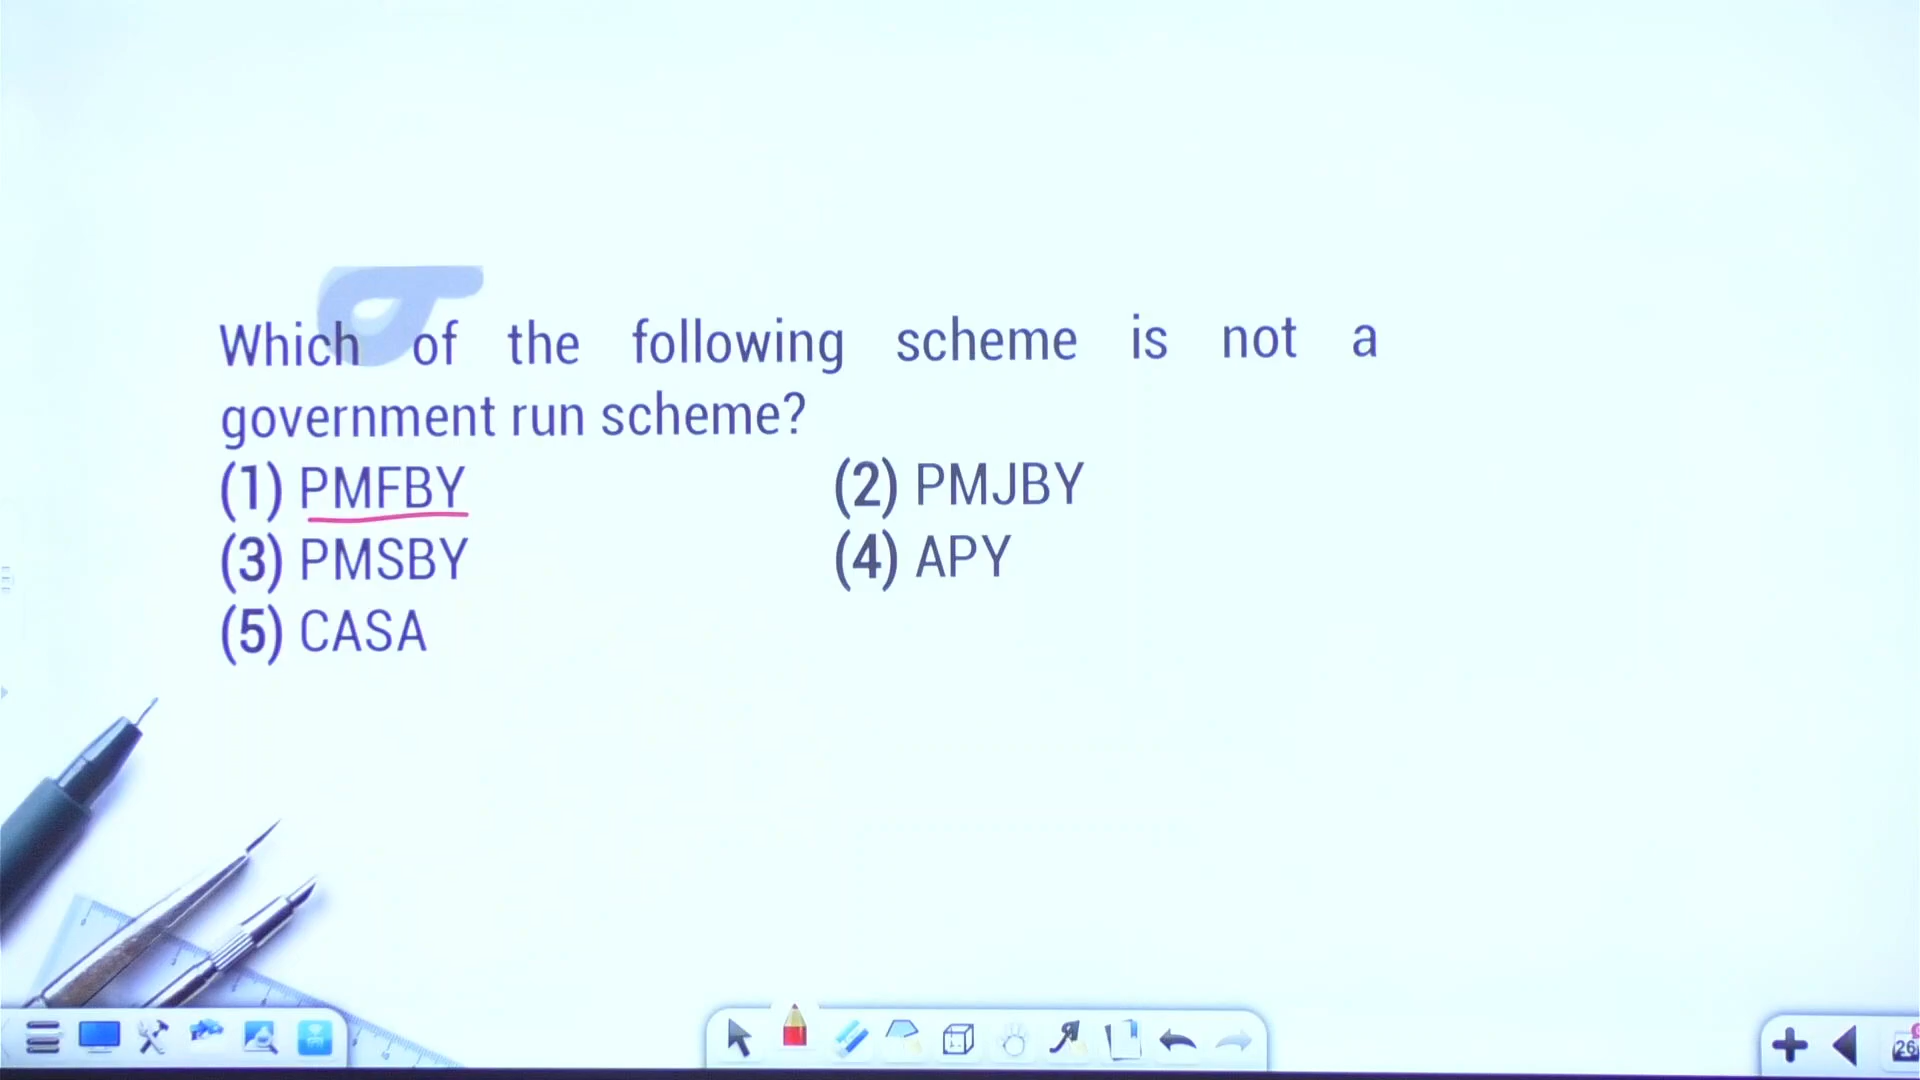 Which of the following scheme is not a
government run scheme?
(1) PMFBY (2) PMJBY
(3) PMSBY (4) APY
(5) CASA
26